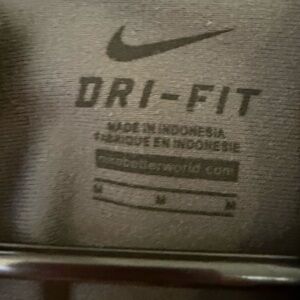 DRI-FIT
MADE IN INDONESIA
FABRIQUE EN INDONESIE
nikebetterworld.com
M M M